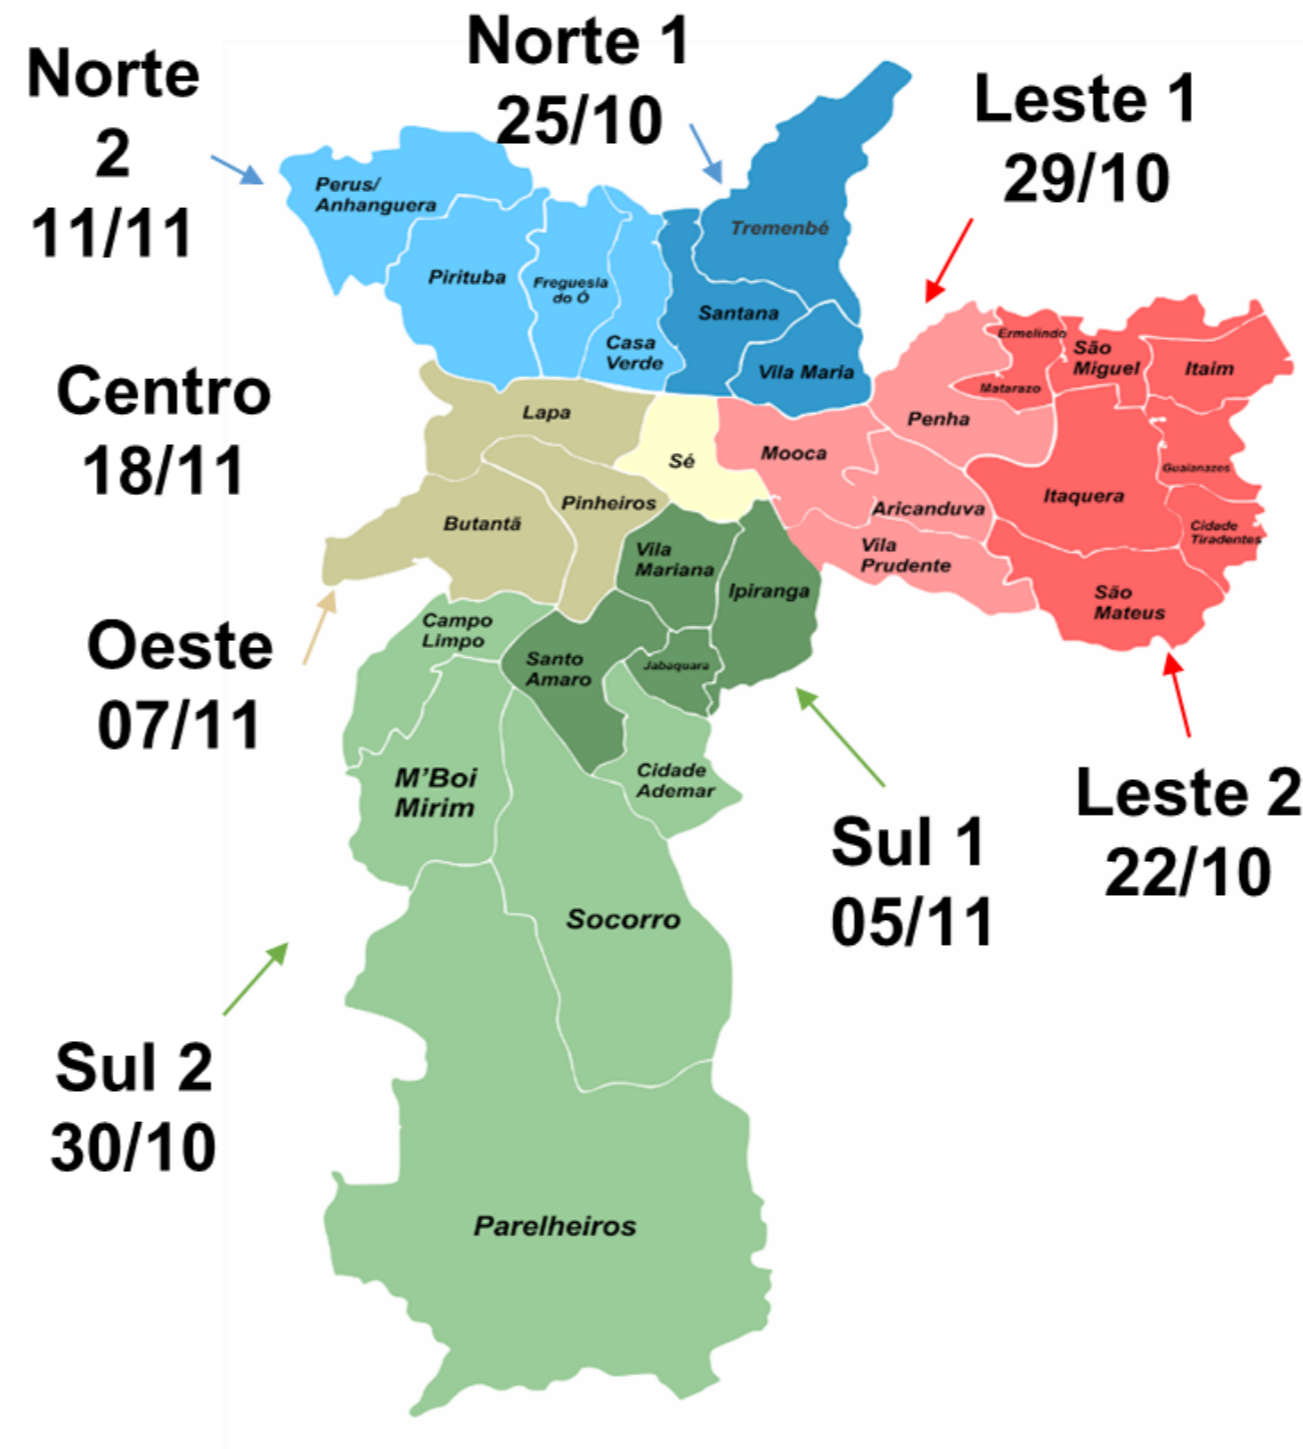 Norte 1
25/10
Norte
2
11/11
Leste 1
29/10
Perus/
Anhanguera
Pirituba
Freguesia
do Ó
Casa
Verde
Tremenbé
Santana
Vila Maria
Ermelindo
Matarazo
São
Miguel
Itaim
Penha
Centro
18/11
Lapa
Sé
Mooca
Guaianazes
Itaquera
Aricanduva
Cidade
Tiradentes
Pinheiros
Butantã
Vila
Mariana
Ipiranga
Vila
Prudente
São
Mateus
Oeste
07/11
Campo
Limpo
Santo
Amaro
Jabaquara
M'Boi
Mirim
Cidade
Ademar
Leste 2
22/10
Sul 1
05/11
Socorro
Sul 2
30/10
Parelheiros